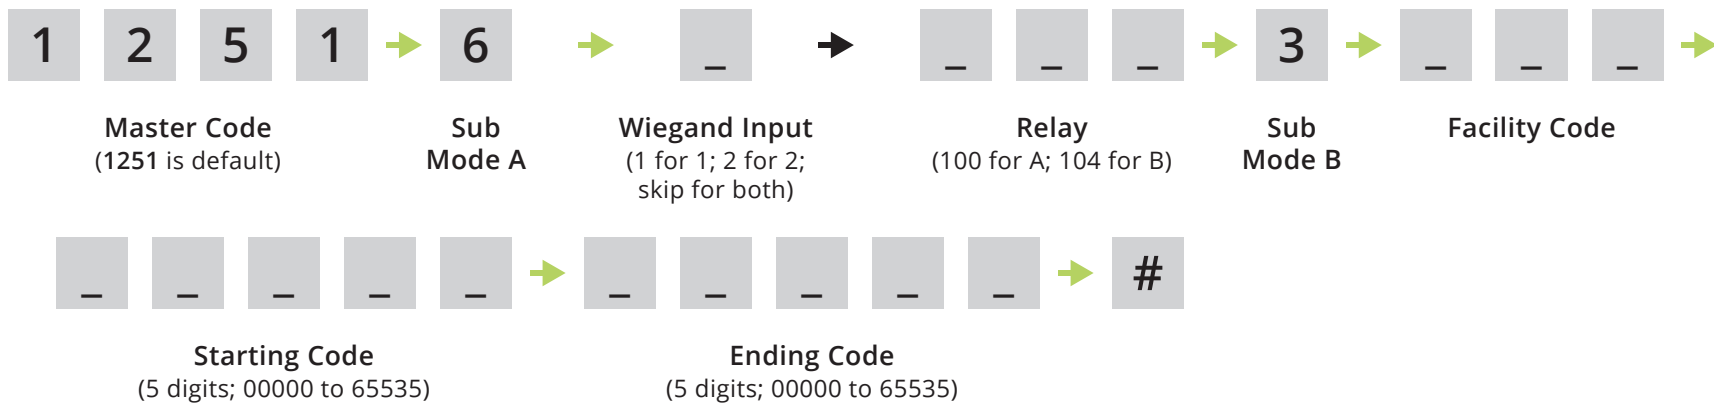 1 2 5 1 6 _ _ _ _ 3 _ _ _
Master Code Sub Wiegand Input Relay Sub Facility Code
(1251 is default) Mode A (1 for 1; 2 for 2; (100 for A; 104 for B) Mode B
skip for both)
_ _ _ _ _ _ _ _ _ _ #
Starting Code Ending Code
(5 digits; 00000 to 65535) (5 digits; 00000 to 65535)